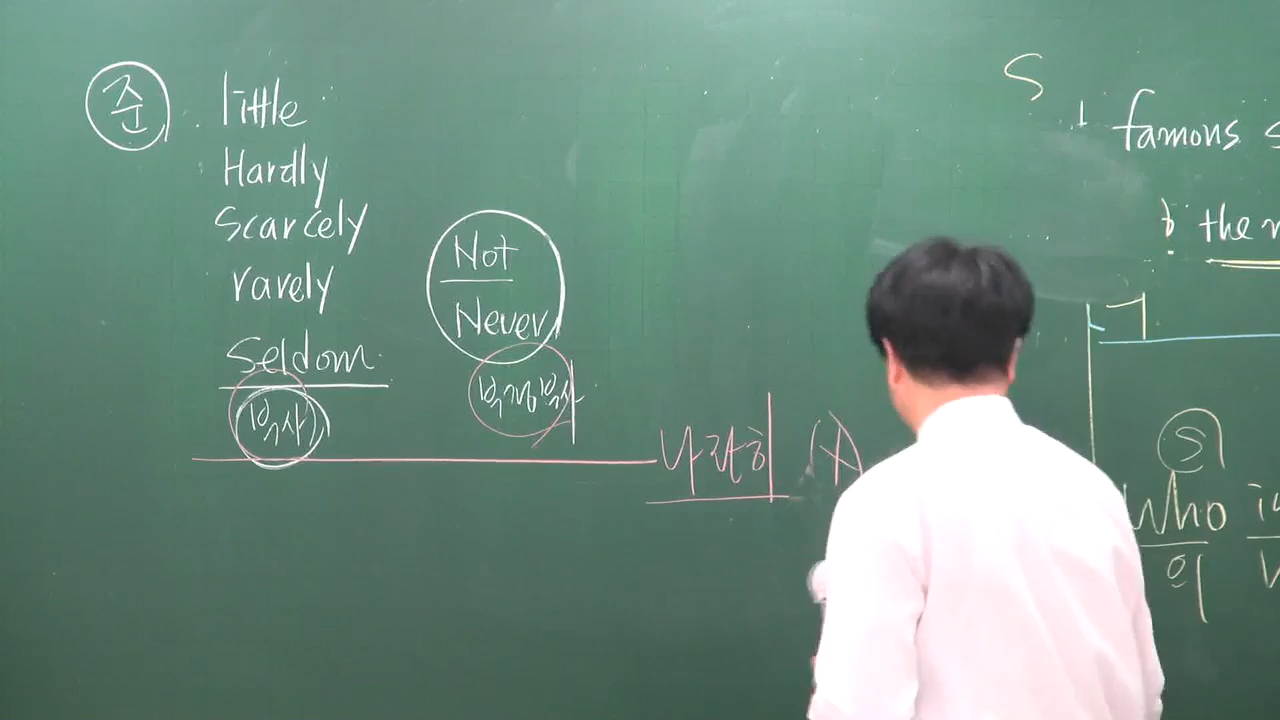 준 little
Hardly
Scarcely
rarely
Seldom
부사
Not
Never
부정부사
나란히 (X)
S
famous
the
S
Who
의